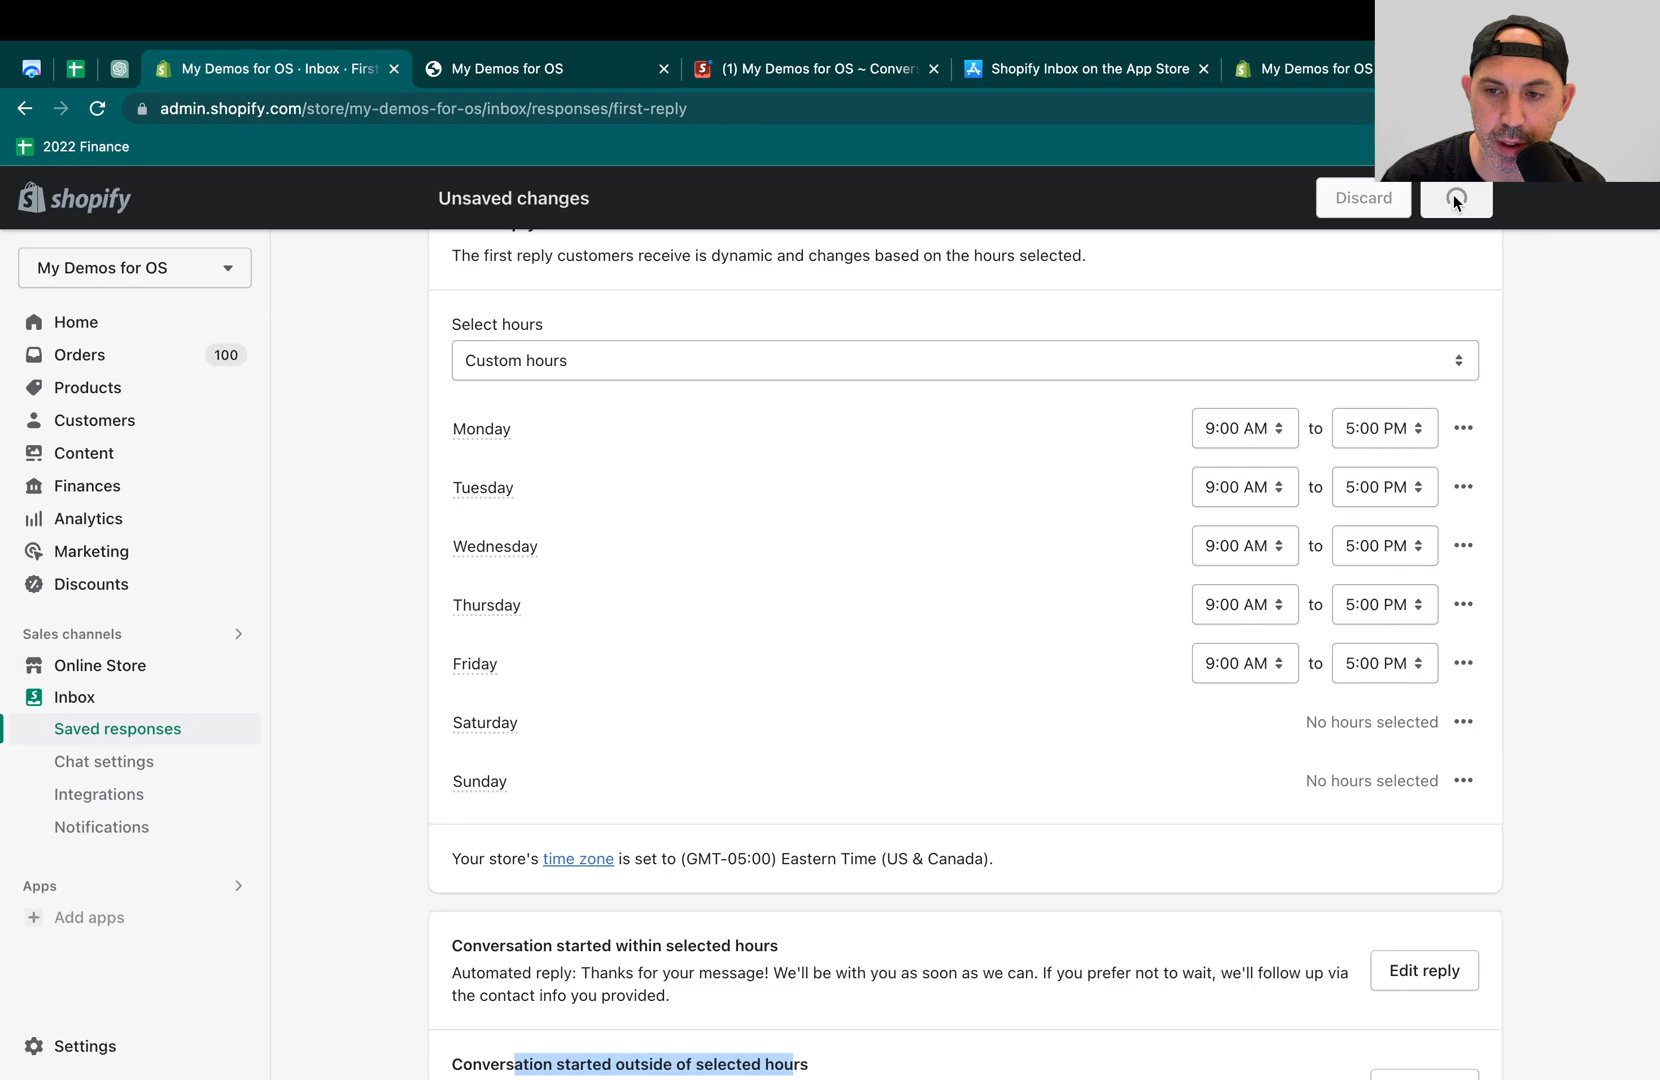 My Demos for OS · Inbox · First
My Demos for OS
(1) My Demos for OS ~ Convers
Shopify Inbox on the App Store
My Demos for OS
admin.shopify.com/store/my-demos-for-os/inbox/responses/first-reply
2022 Finance
shopify
Unsaved changes
Discard
My Demos for OS
Home
Orders 100
Products
Customers
Content
Finances
Analytics
Marketing
Discounts
Sales channels
Online Store
Inbox
Saved responses
Chat settings
Integrations
Notifications
Apps
Add apps
Settings
The first reply customers receive is dynamic and changes based on the hours selected.
Select hours
Custom hours
Monday 9:00 AM to 5:00 PM
Tuesday 9:00 AM to 5:00 PM
Wednesday 9:00 AM to 5:00 PM
Thursday 9:00 AM to 5:00 PM
Friday 9:00 AM to 5:00 PM
Saturday No hours selected
Sunday No hours selected
Your store's time zone is set to (GMT-05:00) Eastern Time (US & Canada).
Conversation started within selected hours
Automated reply: Thanks for your message! We'll be with you as soon as we can. If you prefer not to wait, we'll follow up via
the contact info you provided.
Edit reply
Conversation started outside of selected hours